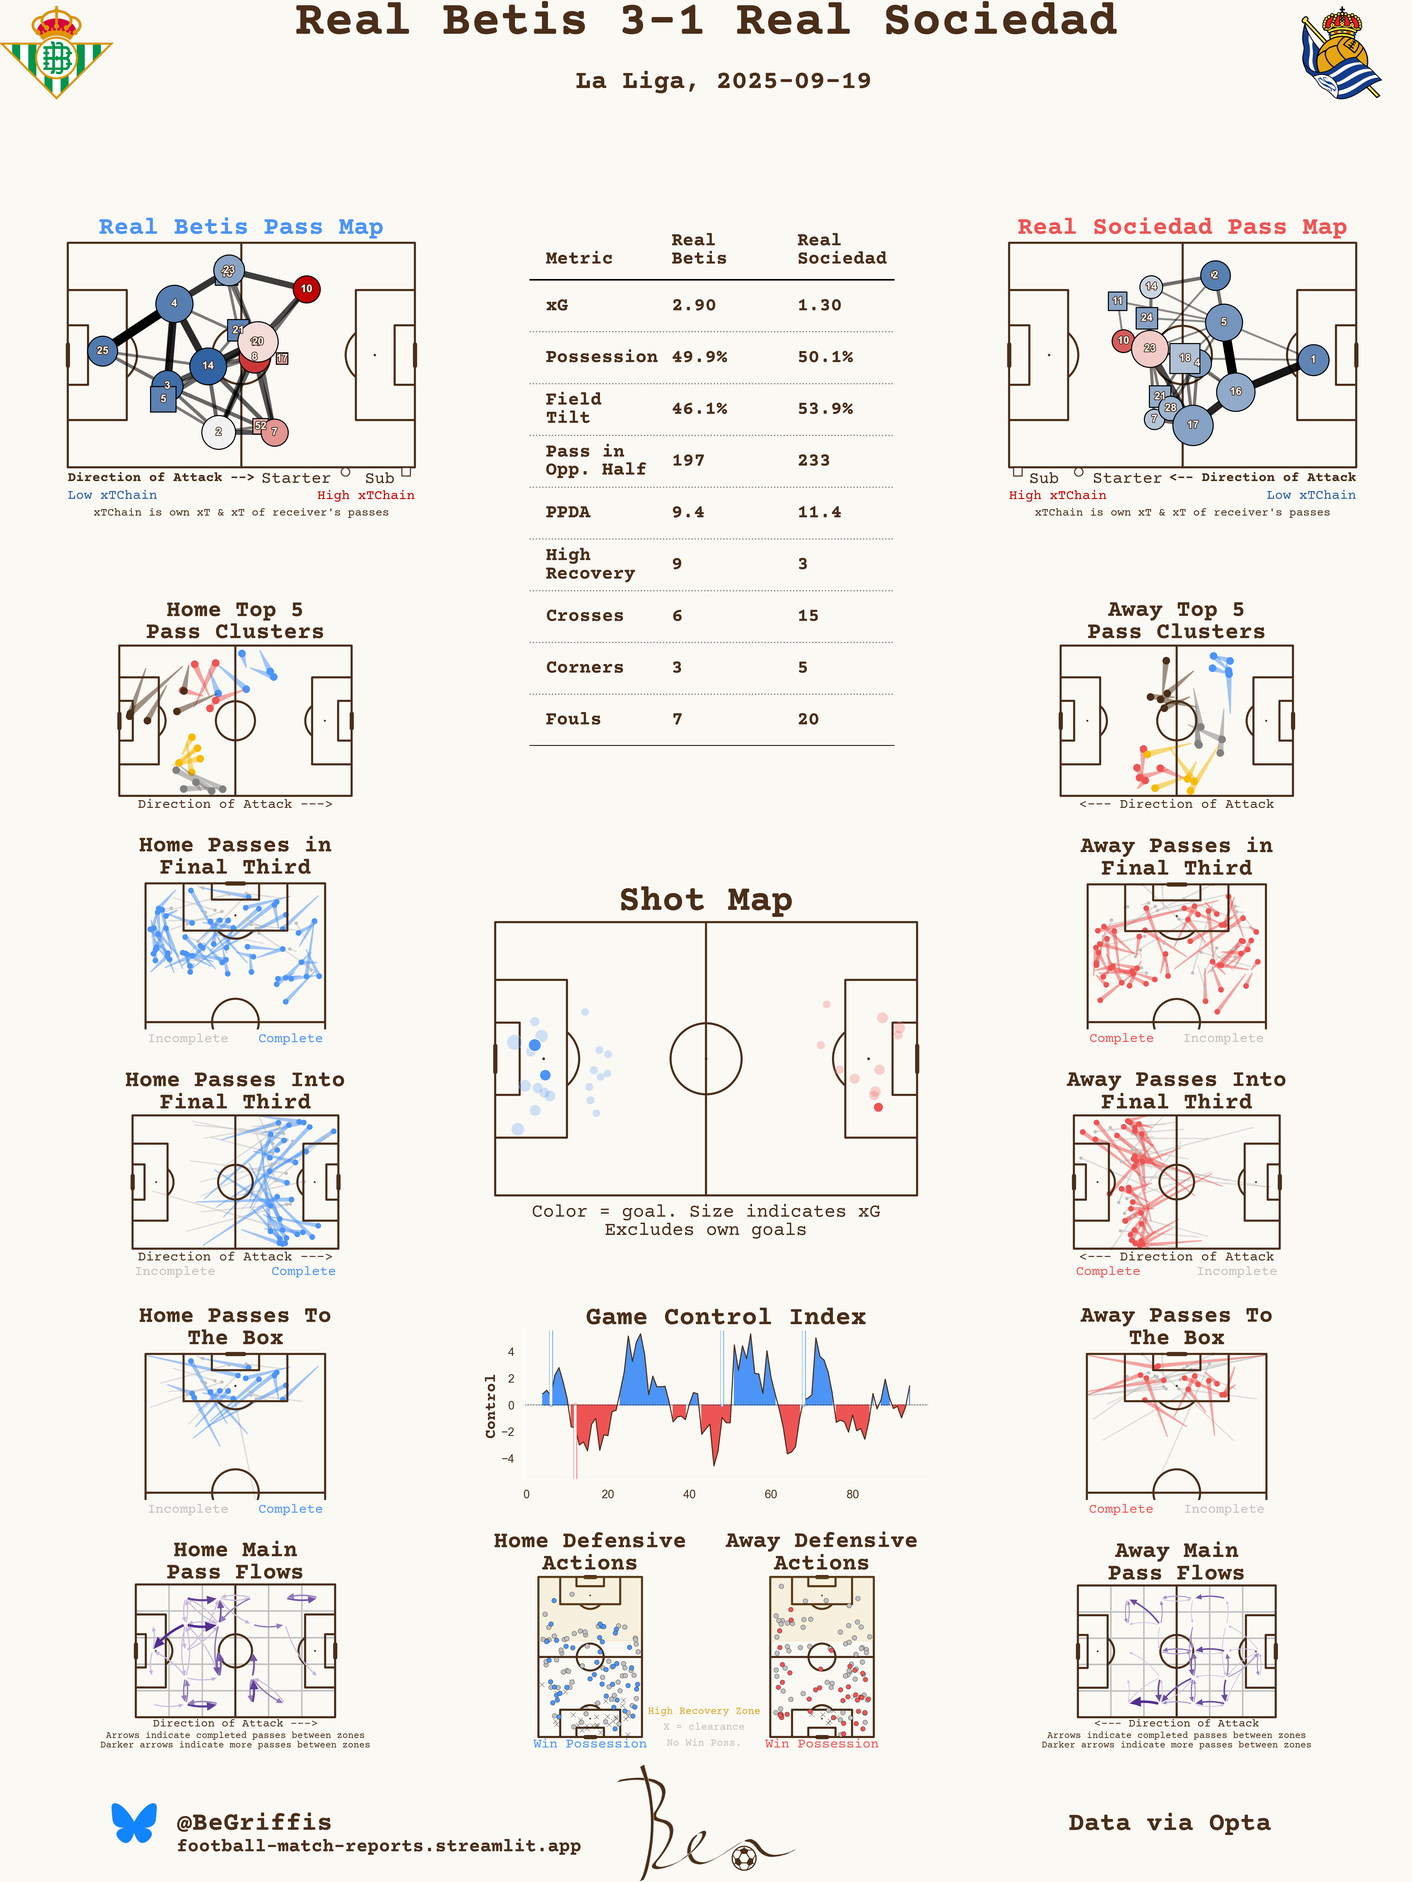 Real Betis 3-1 Real Sociedad
La Liga, 2025-09-19
Real Betis Pass Map
25
4
3
5
14
23
21
20
8
10
17
2
52
7
Direction of Attack --> Starter Sub
Low xTChain High xTChain
xTChain is own xT & xT of receiver's passes
Metric Real Betis Real Sociedad
xG 2.90 1.30
Possession 49.9% 50.1%
Field Tilt 46.1% 53.9%
Pass in Opp. Half 197 233
PPDA 9.4 11.4
High Recovery 9 3
Crosses 6 15
Corners 3 5
Fouls 7 20
Real Sociedad Pass Map
2
14
11
24
5
10
23
18
4
1
16
21
28
7
17
Sub Starter <-- Direction of Attack
High xTChain Low xTChain
xTChain is own xT & xT of receiver's passes
Home Top 5
Pass Clusters
Direction of Attack --->
Away Top 5
Pass Clusters
<--- Direction of Attack
Home Passes in
Final Third
Incomplete Complete
Shot Map
Color = goal. Size indicates xG
Excludes own goals
Away Passes in
Final Third
Complete Incomplete
Home Passes Into
Final Third
Direction of Attack --->
Incomplete Complete
Away Passes Into
Final Third
<--- Direction of Attack
Complete Incomplete
Home Passes To
The Box
Incomplete Complete
Game Control Index
Control
4
2
0
−2
−4
0 20 40 60 80
Away Passes To
The Box
Complete Incomplete
Home Main
Pass Flows
Direction of Attack --->
Arrows indicate completed passes between zones
Darker arrows indicate more passes between zones
Home Defensive
Actions
Win Possession
High Recovery Zone
X = clearance
No Win Poss.
Away Defensive
Actions
Win Possession
Away Main
Pass Flows
<--- Direction of Attack
Arrows indicate completed passes between zones
Darker arrows indicate more passes between zones
@BeGriffis
football-match-reports.streamlit.app
Ben
Data via Opta